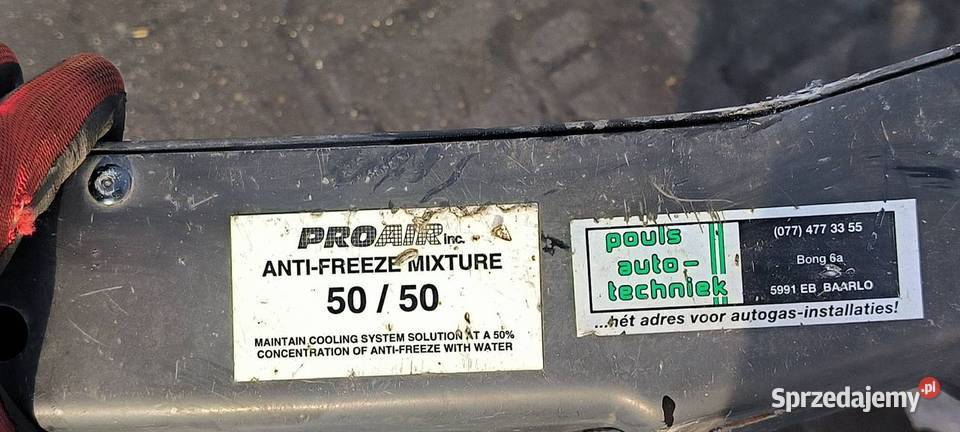 PROAIR inc.
ANTI-FREEZE MIXTURE
50 / 50
MAINTAIN COOLING SYSTEM SOLUTION AT A 50%
CONCENTRATION OF ANTI-FREEZE WITH WATER
pouls
auto-
techniek
(077) 477 33 55
Bong 6a
5991 EB BAARLO
...hét adres voor autogas-installaties!
Sprzedajemy.pl